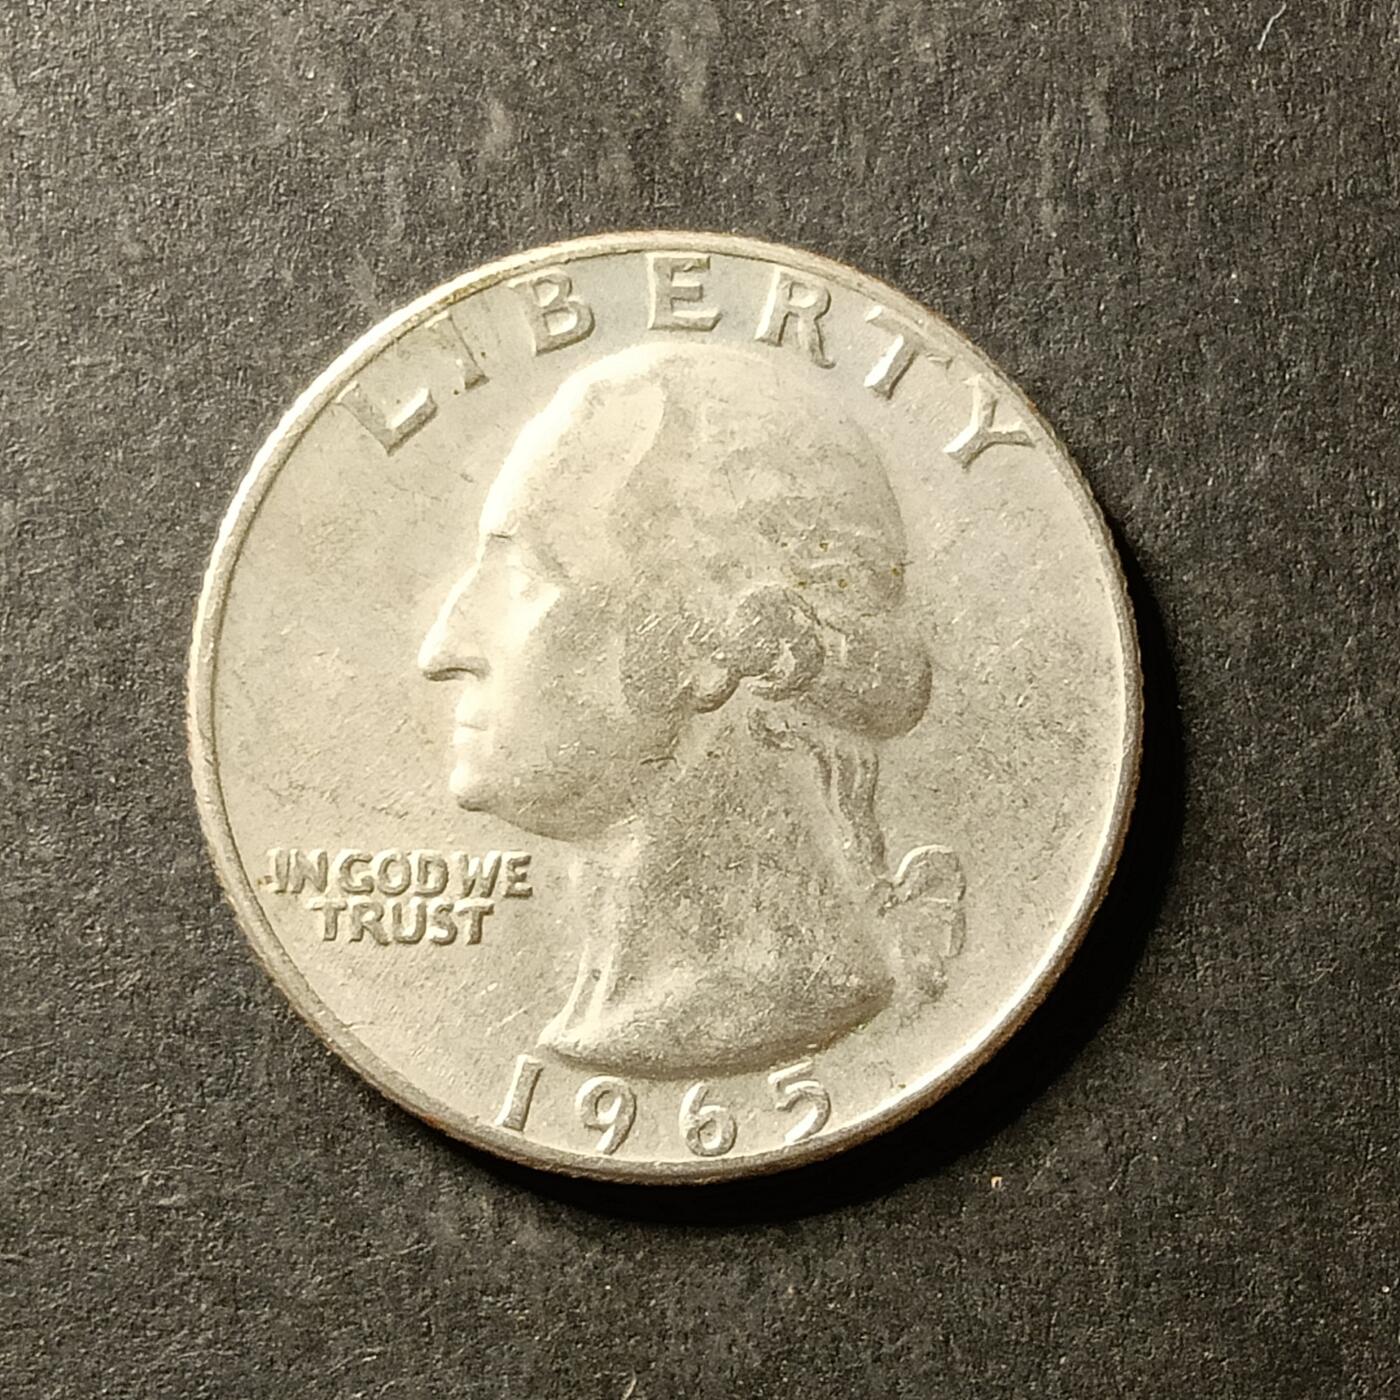 LIBERTY
IN GOD WE
TRUST
1965